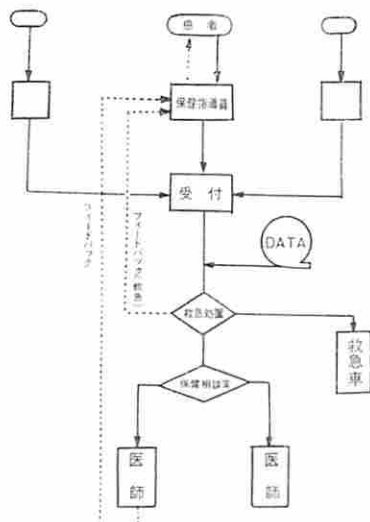 患者
保健指導員
受付
フィードバック
フィードバック(救急)
DATA
救急処置
救急車
保健相談室
医師
医師